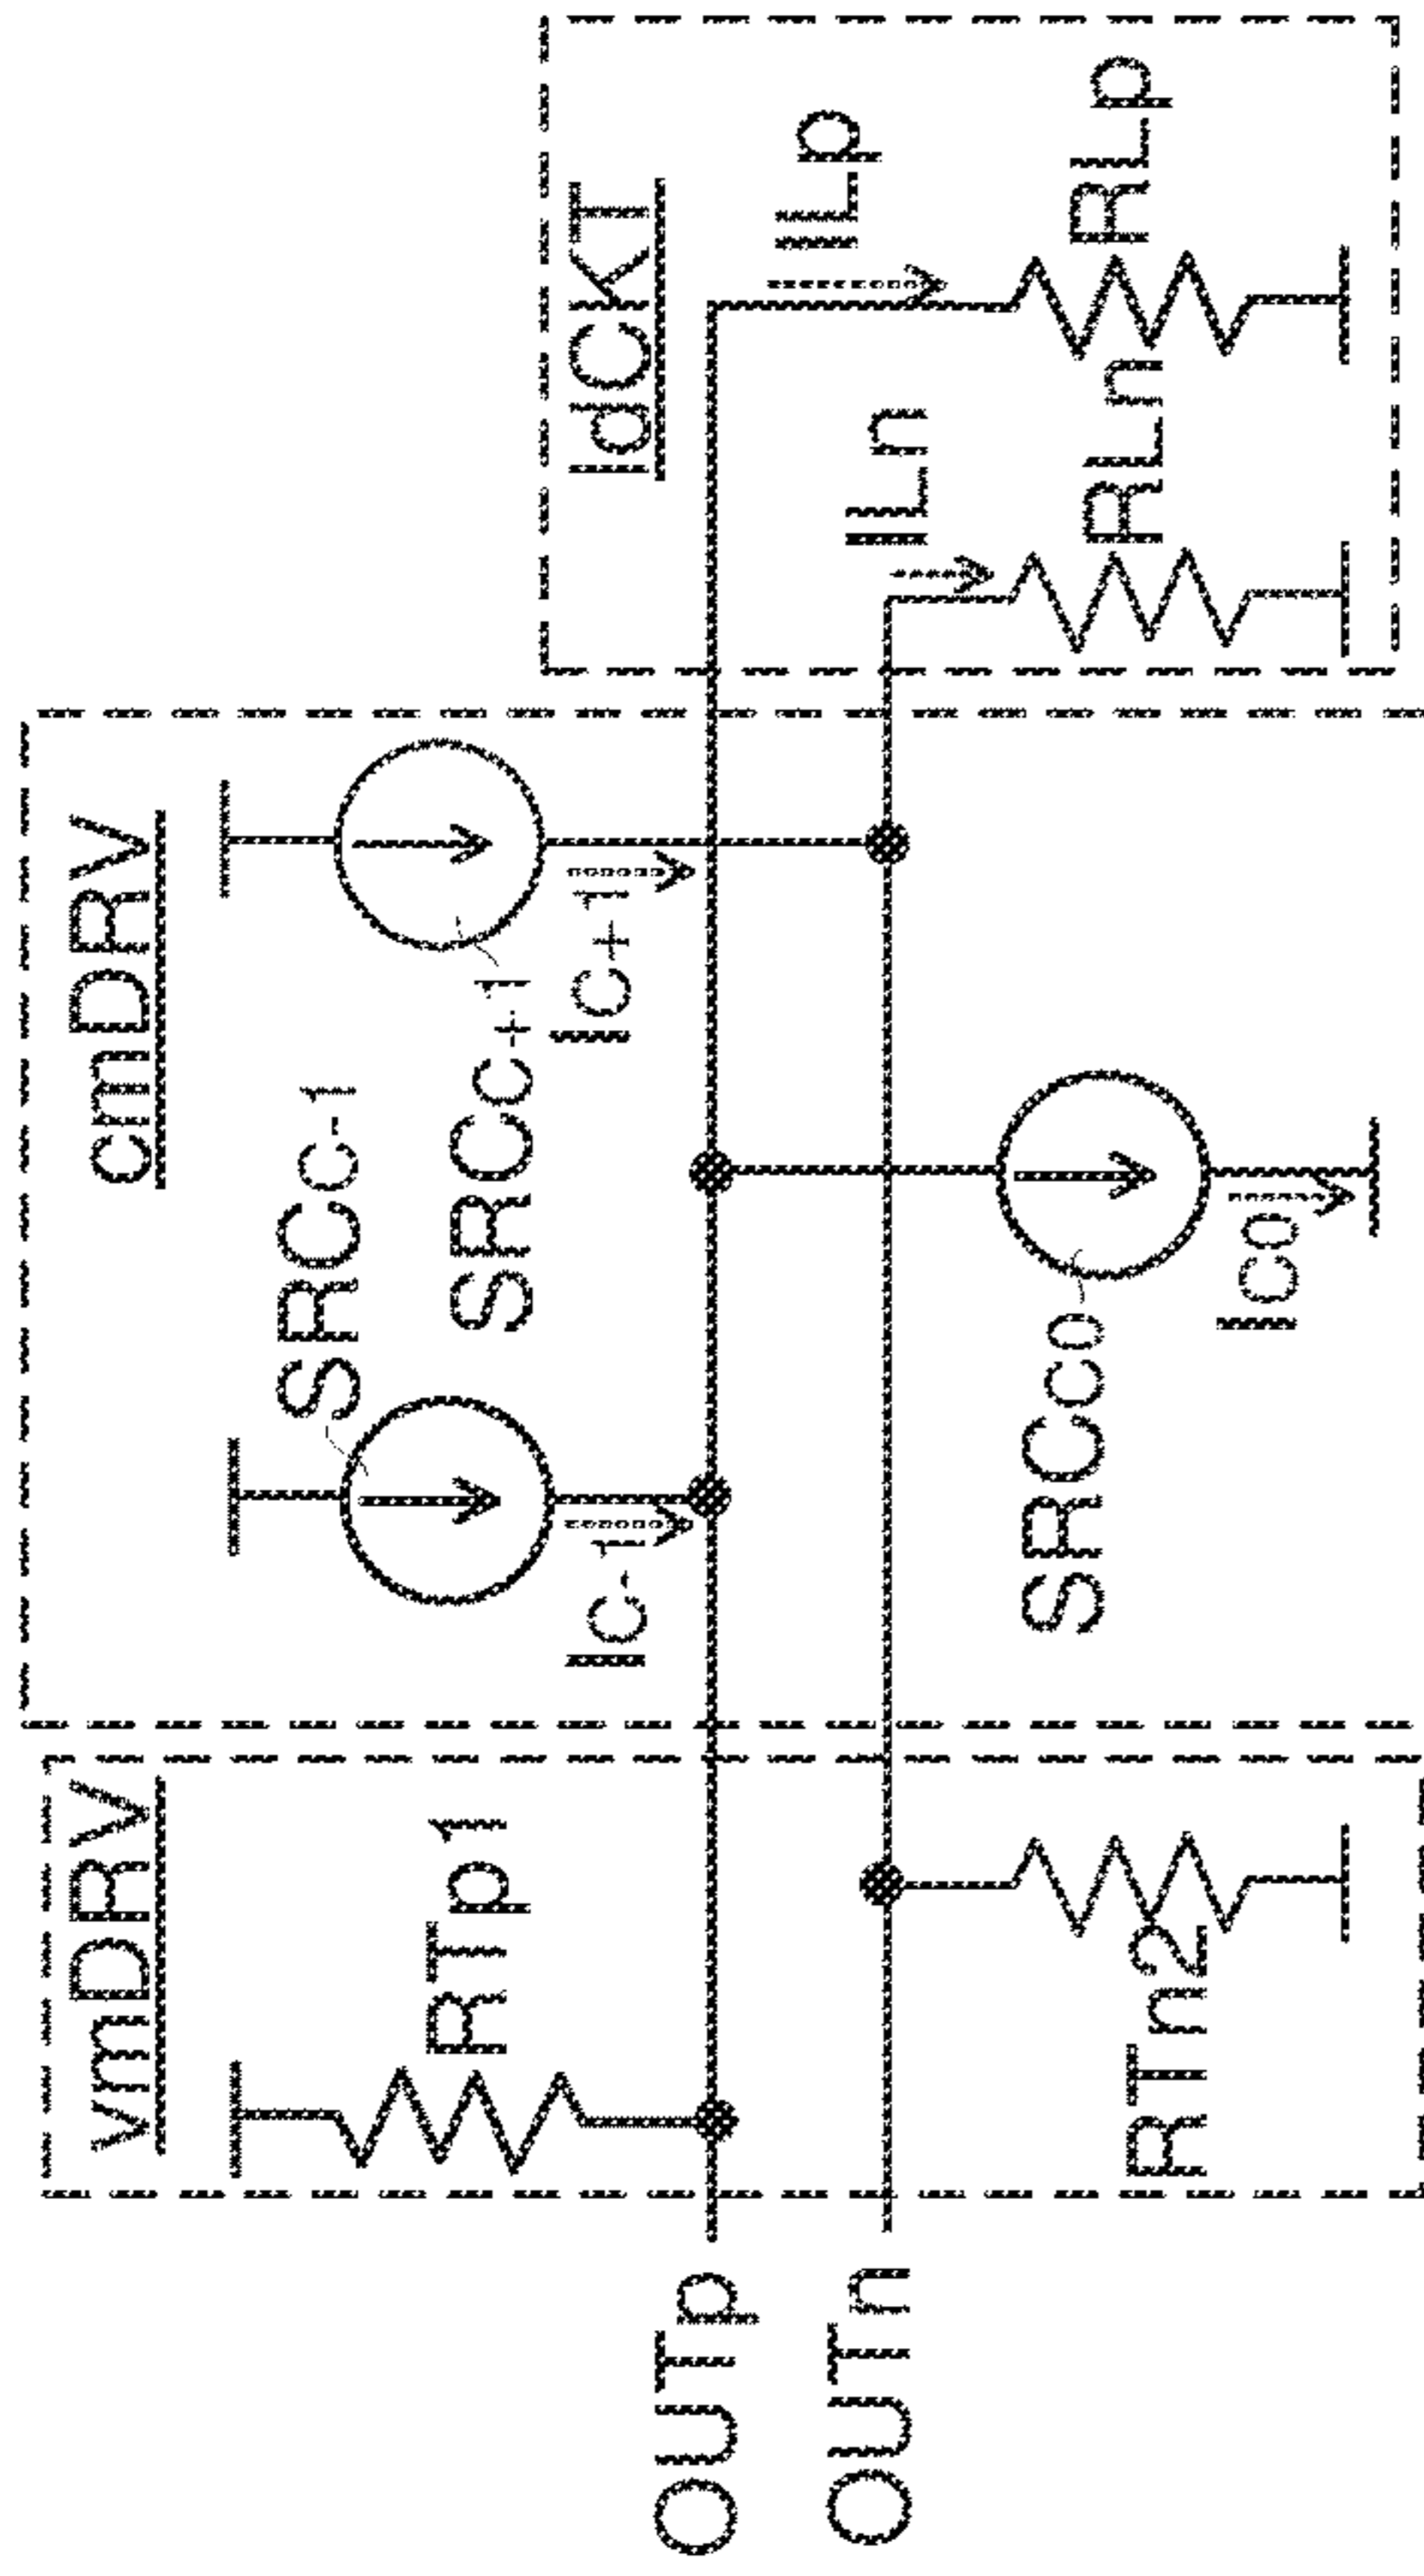 vmDRV
cmDRV
ldCKT
RTp1
SRCC-1
SRCC+1
IC-1
IC+1
ILp
ILn
OUTp
OUTn
RTn2
SRCC0
IC0
RLn
RLp